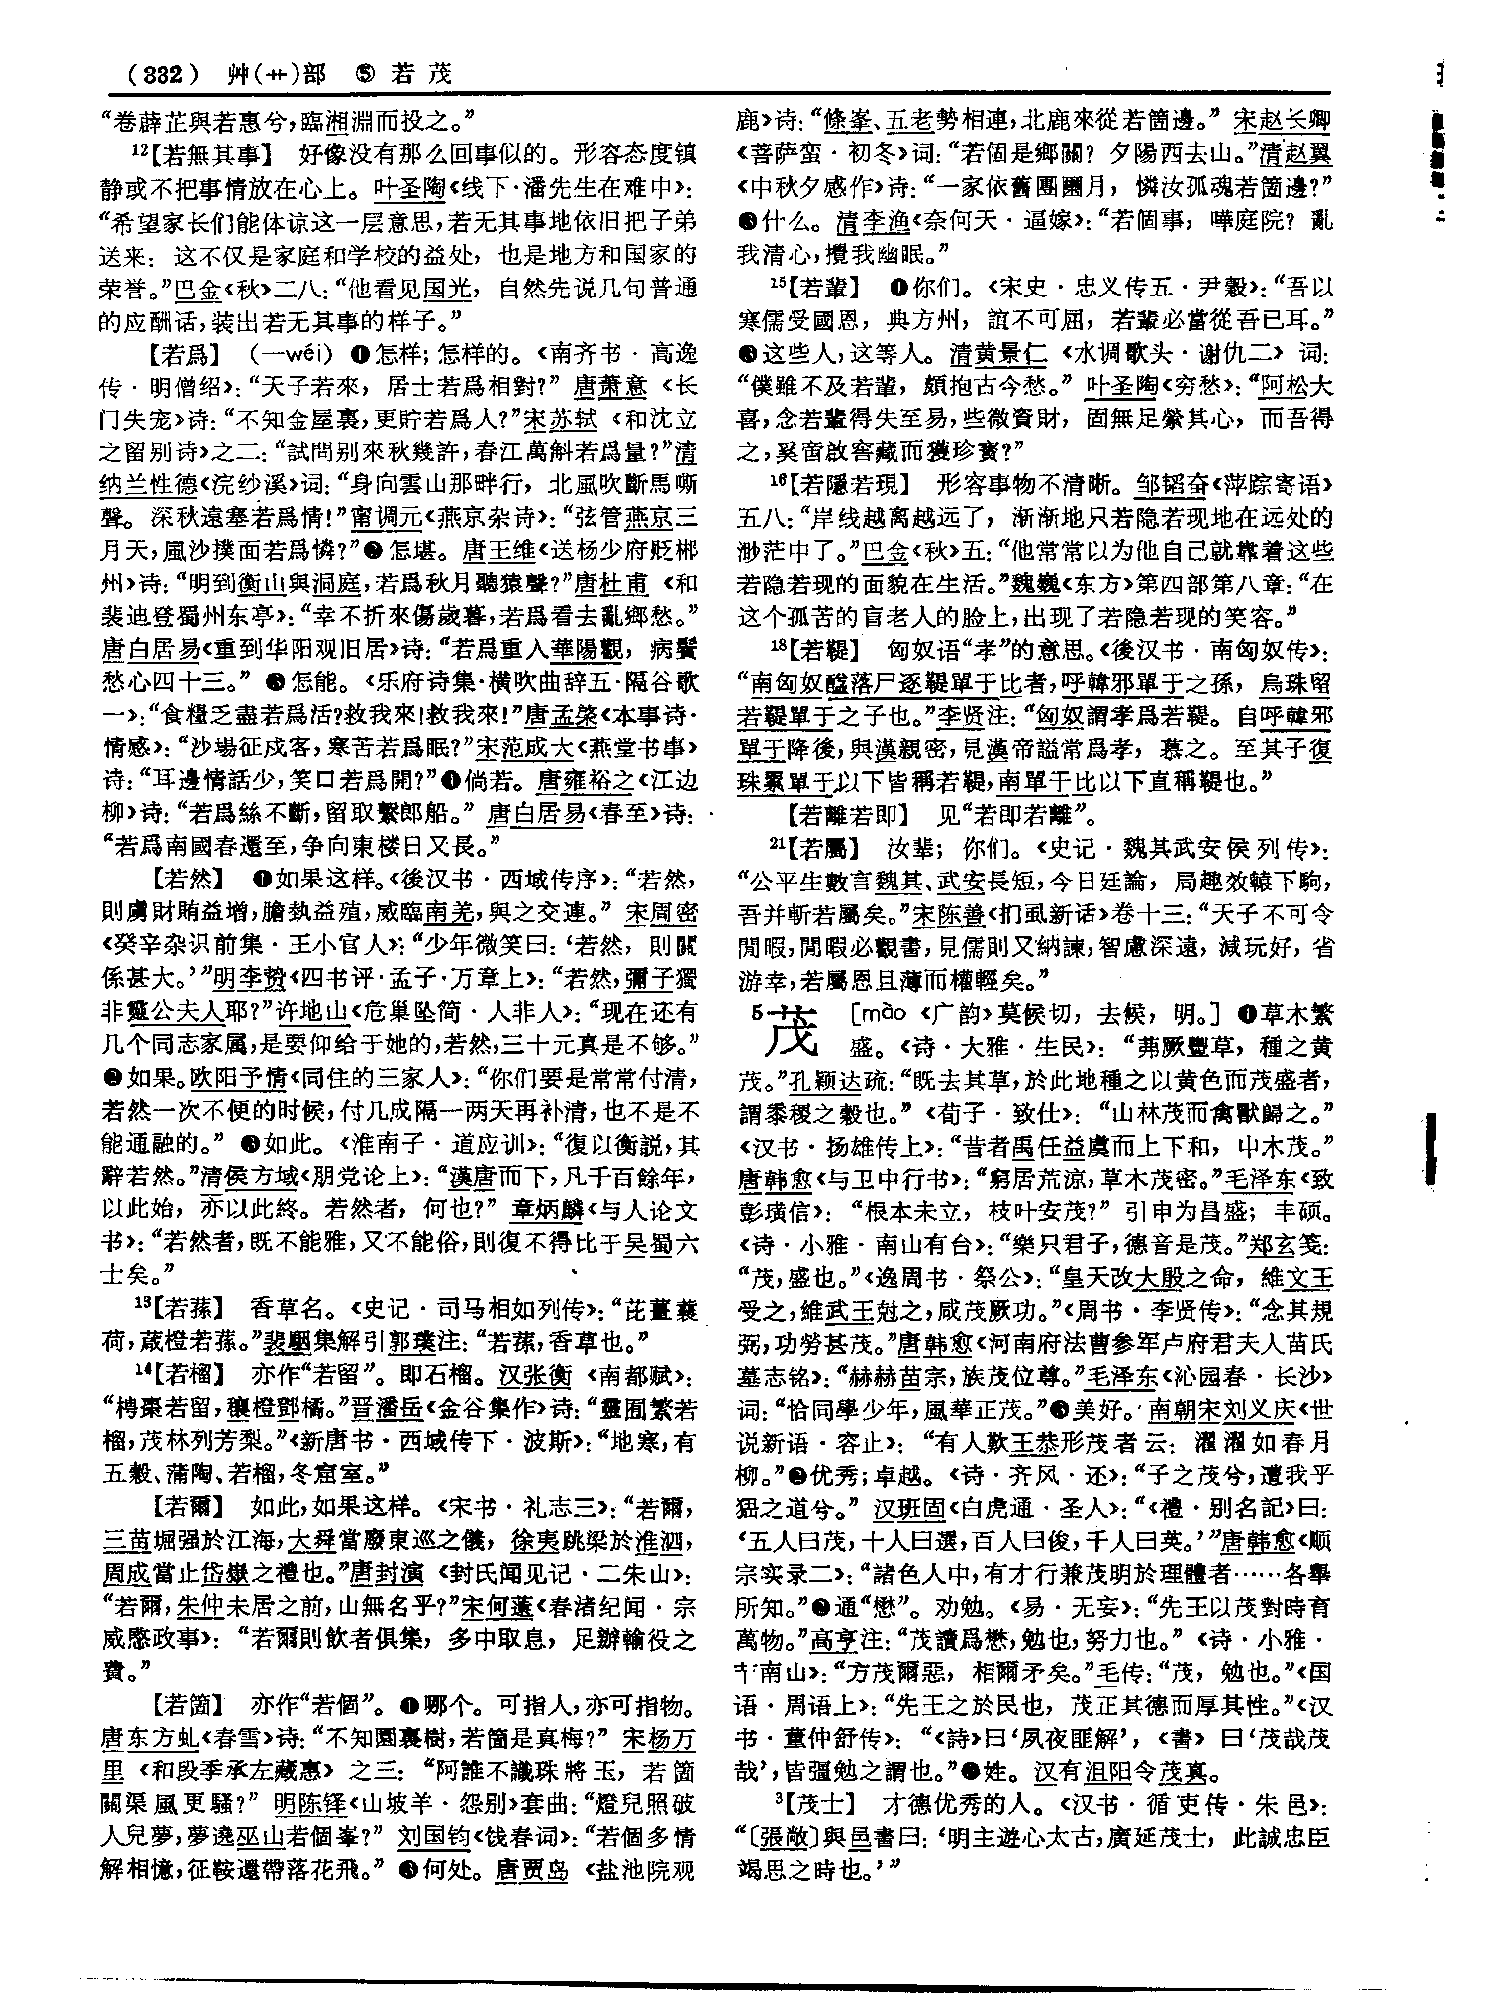 (332) 艸(艹)部 ⑤ 若 茂
“卷薜芷與若惠兮，臨湘淵而投之。”
12【若無其事】 好像没有那么回事似的。形容态度镇
静或不把事情放在心上。叶圣陶《线下·潘先生在难中》：
“希望家长们能体谅这一层意思，若无其事地依旧把子弟
送来：这不仅是家庭和学校的益处，也是地方和国家的
荣誉。”巴金《秋》二八：“他看见国光，自然先说几句普通
的应酬话，装出若无其事的样子。”
【若爲】 （—wéi）❶怎样；怎样的。《南齐书·高逸
传·明僧绍》：“天子若來，居士若爲相對？” 唐萧意《长
门失宠》诗：“不知金屋裏，更貯若爲人？”宋苏轼《和沈立
之留别诗》之二：“試問别來秋幾許，春江萬斛若爲量？”清
纳兰性德《浣纱溪》词：“身向雲山那畔行，北風吹斷馬嘶
聲。深秋遠塞若爲情！”甯调元《燕京杂诗》：“弦管燕京三
月天，風沙撲面若爲憐？”❷怎堪。唐王维《送杨少府贬郴
州》诗：“明到衡山與洞庭，若爲秋月聽猿聲？”唐杜甫《和
裴迪登蜀州东亭》：“幸不折來傷歲暮，若爲看去亂鄉愁。”
唐白居易《重到华阳观旧居》诗：“若爲重入華陽觀，病鬢
愁心四十三。”❸怎能。《乐府诗集·横吹曲辞五·隔谷歌
一》：“食糧乏盡若爲活？救我來！救我來！”唐孟棨《本事诗·
情感》：“沙場征戍客，寒苦若爲眠？”宋范成大《燕堂书事》
诗：“耳邊情話少，笑口若爲開？”❹倘若。唐雍裕之《江边
柳》诗：“若爲絲不斷，留取繫郎船。”唐白居易《春至》诗：
“若爲南國春還至，争向東楼日又長。”
【若然】 ❶如果这样。《後汉书·西域传序》：“若然，
則虜財賄益增，膽埶益殖，威臨南羌，與之交連。”宋周密
《癸辛杂识前集·王小官人》：“少年微笑曰：‘若然，則関
係甚大。’”明李贽《四书评·孟子·万章上》：“若然，彌子獨
非靈公夫人耶？”许地山《危巢坠简·人非人》：“现在还有
几个同志家属，是要仰给于她的，若然，三十元真是不够。”
❷如果。欧阳予情《同住的三家人》：“你们要是常常付清，
若然一次不便的时候，付几成隔一两天再补清，也不是不
能通融的。”❸如此。《淮南子·道应训》：“復以衡説，其
辭若然。”清侯方域《朋党论上》：“漢唐而下，凡千百餘年，
以此始，亦以此終。若然者，何也？”章炳麟《与人论文
书》：“若然者，既不能雅，又不能俗，則復不得比于吴蜀六
士矣。”
13【若蓀】 香草名。《史记·司马相如列传》：“茈薑蘘
荷，葴橙若蓀。”裴駰集解引郭璞注：“若蓀，香草也。”
14【若榴】 亦作“若留”。即石榴。汉张衡《南都赋》：
“梬棗若留，穰橙鄧橘。”晋潘岳《金谷集作》诗：“靈囿繁若
榴，茂林列芳梨。”《新唐书·西域传下·波斯》：“地寒，有
五穀、蒲陶、若榴，冬窟室。”
【若爾】 如此，如果这样。《宋书·礼志三》：“若爾，
三苗堀强於江海，大舜當廢東巡之儀，徐夷跳梁於淮泗，
周成當止岱嶽之禮也。”唐封演《封氏闻见记·二朱山》：
“若爾，朱仲未居之前，山無名乎？”宋何薳《春渚纪闻·宗
威愍政事》：“若爾則飲者俱集，多中取息，足辦輸役之
費。”
【若箇】 亦作“若個”。❶哪个。可指人，亦可指物。
唐东方虬《春雪》诗：“不知園裏樹，若箇是真梅？”宋杨万
里《和段季承左藏惠》之三：“阿誰不識珠將玉，若箇
關渠風更騷？”明陈铎《山坡羊·怨别》套曲：“燈兒照破
人兒夢，夢遶巫山若個峯？”刘国钧《饯春词》：“若個多情
解相憶，征鞍還帶落花飛。”❷何处。唐贾岛《盐池院观
鹿》诗：“條峯、五老勢相連，北鹿來從若箇邊。”宋赵长卿
《菩萨蛮·初冬》词：“若個是鄉關？夕陽西去山。”清赵翼
《中秋夕感作》诗：“一家依舊團圞月，憐汝孤魂若箇邊？”
❸什么。清李渔《奈何天·逼嫁》：“若個事，嘩庭院？亂
我清心，攪我幽眠。”
15【若輩】 ❶你们。《宋史·忠义传五·尹穀》：“吾以
寒儒受國恩，典方州，誼不可屈，若輩必當從吾已耳。”
❷这些人，这等人。清黄景仁《水调歌头·谢仇二》词：
“僕雖不及若輩，頗抱古今愁。”叶圣陶《穷愁》：“阿松大
喜，念若輩得失至易，些微資財，固無足縈其心，而吾得
之，奚啻啟窖藏而獲珍寳？”
16【若隱若現】 形容事物不清晰。邹韬奋《萍踪寄语》
五八：“岸线越离越远了，渐渐地只若隐若现地在远处的
渺茫中了。”巴金《秋》五：“他常常以为他自己就靠着这些
若隐若现的面貌在生活。”魏巍《东方》第四部第八章：“在
这个孤苦的盲老人的脸上，出现了若隐若现的笑容。”
18【若鞮】 匈奴语“孝”的意思。《後汉书·南匈奴传》：
“南匈奴醢落尸逐鞮單于比者，呼韓邪單于之孫，烏珠留
若鞮單于之子也。”李贤注：“匈奴謂孝爲若鞮。自呼韓邪
單于降後，與漢親密，見漢帝謚常爲孝，慕之。至其子復
珠累單于以下皆稱若鞮，南單于比以下直稱鞮也。”
【若離若即】 见“若即若離”。
21【若屬】 汝辈；你们。《史记·魏其武安侯列传》：
“公平生數言魏其、武安長短，今日廷論，局趣效轅下駒，
吾并斬若屬矣。”宋陈善《扪虱新话》卷十三：“天子不可令
閒暇，閒暇必觀書，見儒則又納諫，智慮深遠，減玩好，省
游幸，若屬恩且薄而權輕矣。”
5茂 [mào《广韵》莫候切，去候，明。] ❶草木繁
盛。《诗·大雅·生民》：“茀厥豐草，種之黄
茂。”孔颖达疏：“既去其草，於此地種之以黄色而茂盛者，
謂黍稷之穀也。”《荀子·致仕》：“山林茂而禽獸歸之。”
《汉书·扬雄传上》：“昔者禹任益虞而上下和，屮木茂。”
唐韩愈《与卫中行书》：“窮居荒凉，草木茂密。”毛泽东《致
彭璜信》：“根本未立，枝叶安茂？”引申为昌盛；丰硕。
《诗·小雅·南山有台》：“樂只君子，德音是茂。”郑玄笺：
“茂，盛也。”《逸周书·祭公》：“皇天改大殷之命，維文王
受之，維武王尅之，咸茂厥功。”《周书·李贤传》：“念其規
弼，功勞甚茂。”唐韩愈《河南府法曹参军卢府君夫人苗氏
墓志铭》：“赫赫苗宗，族茂位尊。”毛泽东《沁园春·长沙》
词：“恰同學少年，風華正茂。”❷美好。南朝宋刘义庆《世
说新语·容止》：“有人歎王恭形茂者云：濯濯如春月
柳。”❸优秀；卓越。《诗·齐风·还》：“子之茂兮，遭我乎
峱之道兮。”汉班固《白虎通·圣人》：“《禮·别名記》曰：
‘五人曰茂，十人曰選，百人曰俊，千人曰英。’”唐韩愈《顺
宗实录二》：“諸色人中，有才行兼茂明於理體者……各舉
所知。”❹通“懋”。劝勉。《易·无妄》：“先王以茂對時育
萬物。”高亨注：“茂讀爲懋，勉也，努力也。”《诗·小雅·
节南山》：“方茂爾惡，相爾矛矣。”毛传：“茂，勉也。”《国
语·周语上》：“先王之於民也，茂正其德而厚其性。”《汉
书·董仲舒传》：“《詩》曰‘夙夜匪解’，《書》曰‘茂哉茂
哉’，皆彊勉之謂也。”❺姓。汉有沮阳令茂真。
3【茂士】 才德优秀的人。《汉书·循吏传·朱邑》：
“〔張敞〕與邑書曰：‘明主遊心太古，廣延茂士，此誠忠臣
竭思之時也。’”